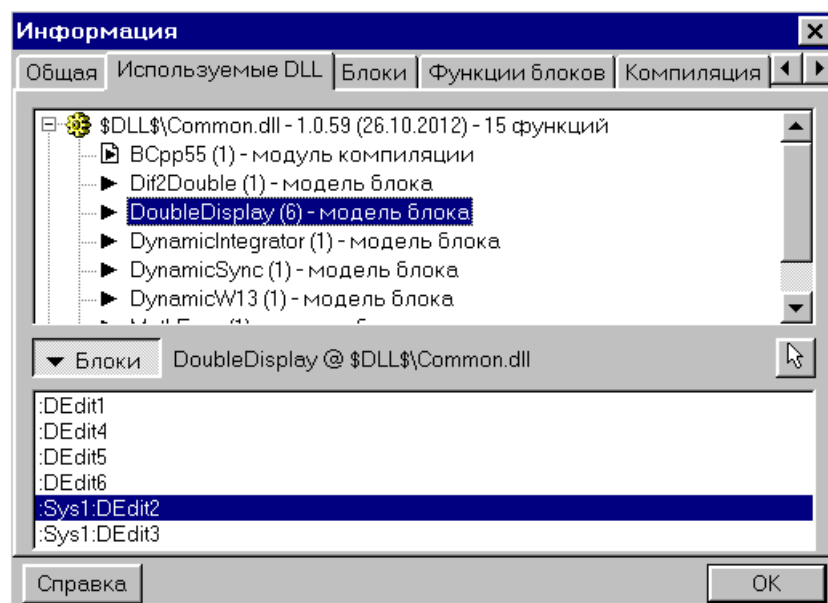 Информация
Общая Используемые DLL Блоки Функции блоков Компиляция
$DLL$\Common.dll - 1.0.59 (26.10.2012) - 15 функций
BCpp55 (1) - модуль компиляции
Dif2Double (1) - модель блока
DoubleDisplay (6) - модель блока
DynamicIntegrator (1) - модель блока
DynamicSync (1) - модель блока
DynamicW13 (1) - модель блока
Блоки DoubleDisplay @ $DLL$\Common.dll
:DEdit1
:DEdit4
:DEdit5
:DEdit6
:Sys1:DEdit2
:Sys1:DEdit3
Справка OK